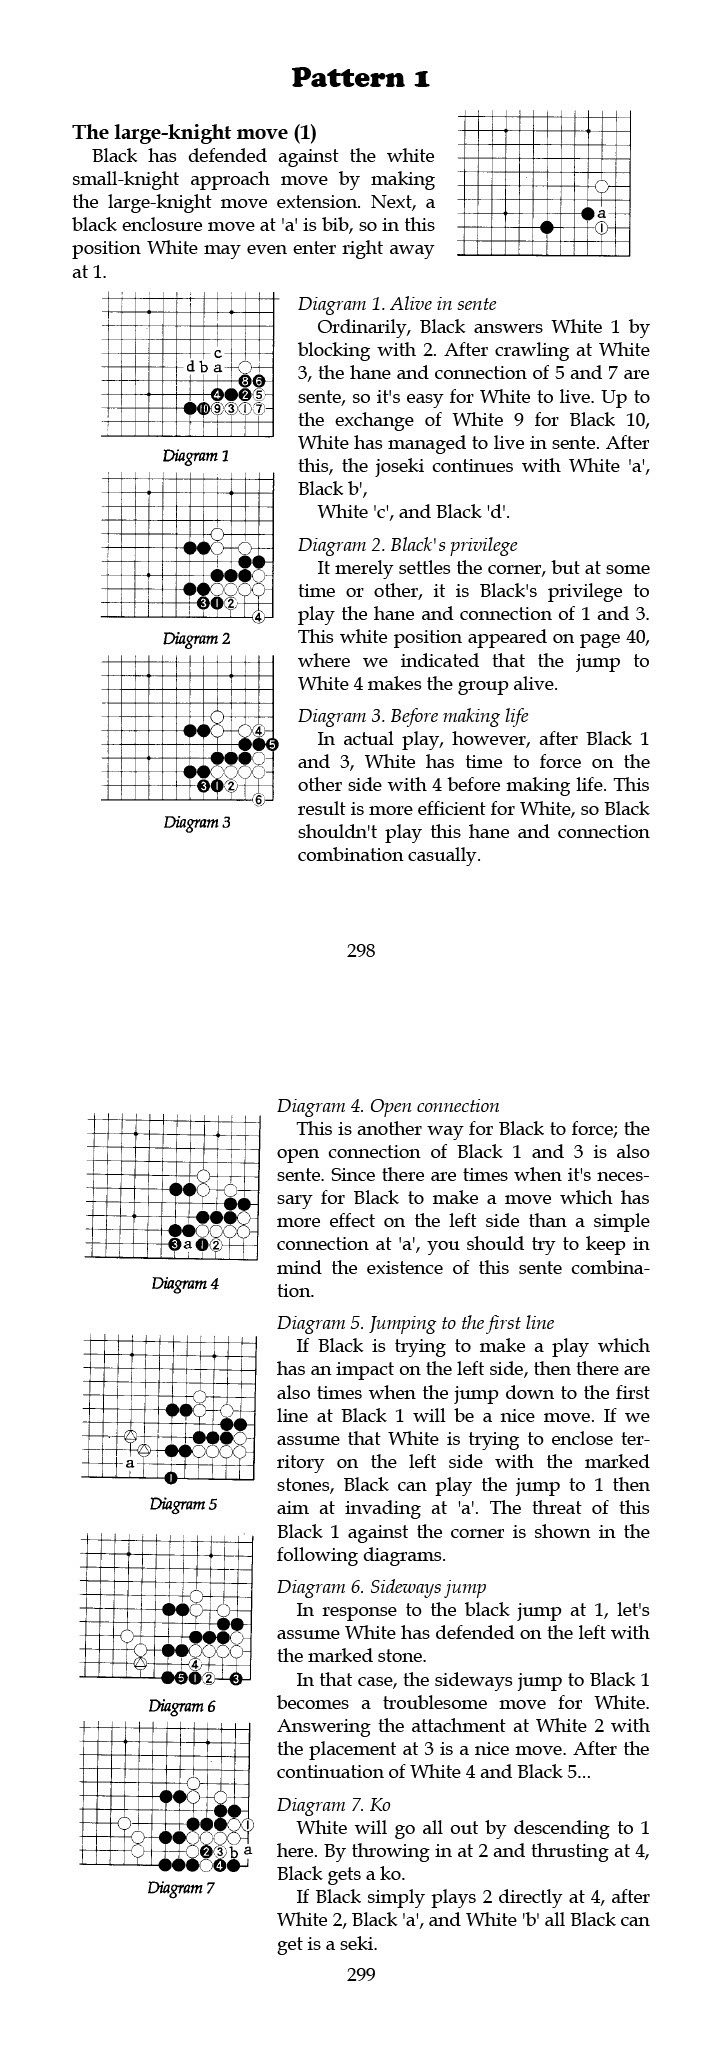 Pattern 1
The large-knight move (1)
Black has defended against the white
small-knight approach move by making
the large-knight move extension. Next, a
black enclosure move at 'a' is bib, so in this
position White may even enter right away
at 1.
a
1
Diagram 1. Alive in sente
Ordinarily, Black answers White 1 by
blocking with 2. After crawling at White
3, the hane and connection of 5 and 7 are
sente, so it's easy for White to live. Up to
the exchange of White 9 for Black 10,
White has managed to live in sente. After
this, the joseki continues with White 'a',
Black b',
White 'c', and Black 'd'.
c
d b a
8 6
4 2 5
10 9 3 1 7
Diagram 1
Diagram 2. Black's privilege
It merely settles the corner, but at some
time or other, it is Black's privilege to
play the hane and connection of 1 and 3.
This white position appeared on page 40,
where we indicated that the jump to
White 4 makes the group alive.
3 1 2
4
Diagram 2
Diagram 3. Before making life
In actual play, however, after Black 1
and 3, White has time to force on the
other side with 4 before making life. This
result is more efficient for White, so Black
shouldn't play this hane and connection
combination casually.
4
5
3 1 2
6
Diagram 3
298
Diagram 4. Open connection
This is another way for Black to force; the
open connection of Black 1 and 3 is also
sente. Since there are times when it's neces-
sary for Black to make a move which has
more effect on the left side than a simple
connection at 'a', you should try to keep in
mind the existence of this sente combina-
tion.
3 a 1 2
Diagram 4
Diagram 5. Jumping to the first line
If Black is trying to make a play which
has an impact on the left side, then there are
also times when the jump down to the first
line at Black 1 will be a nice move. If we
assume that White is trying to enclose ter-
ritory on the left side with the marked
stones, Black can play the jump to 1 then
aim at invading at 'a'. The threat of this
Black 1 against the corner is shown in the
following diagrams.
a
1
Diagram 5
Diagram 6. Sideways jump
In response to the black jump at 1, let's
assume White has defended on the left with
the marked stone.
In that case, the sideways jump to Black 1
becomes a troublesome move for White.
Answering the attachment at White 2 with
the placement at 3 is a nice move. After the
continuation of White 4 and Black 5...
4
5 1 2 3
Diagram 6
Diagram 7. Ko
White will go all out by descending to 1
here. By throwing in at 2 and thrusting at 4,
Black gets a ko.
If Black simply plays 2 directly at 4, after
White 2, Black 'a', and White 'b' all Black can
get is a seki.
1
2 3 b a
4
Diagram 7
299